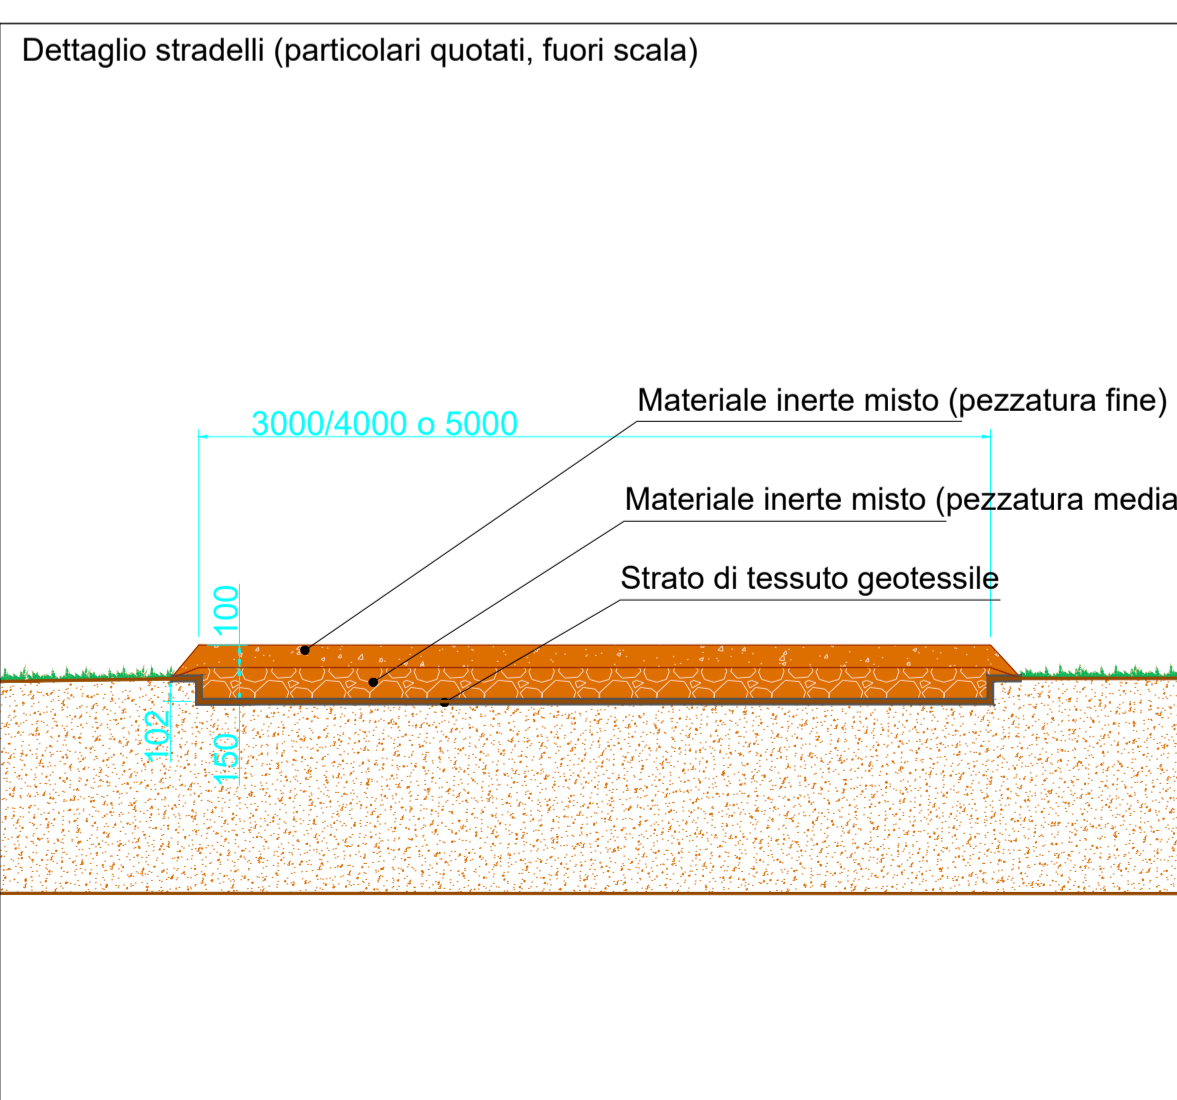 Dettaglio stradelli (particolari quotati, fuori scala)
Materiale inerte misto (pezzatura fine)
3000/4000 o 5000
Materiale inerte misto (pezzatura media
Strato di tessuto geotessile
100
102
150